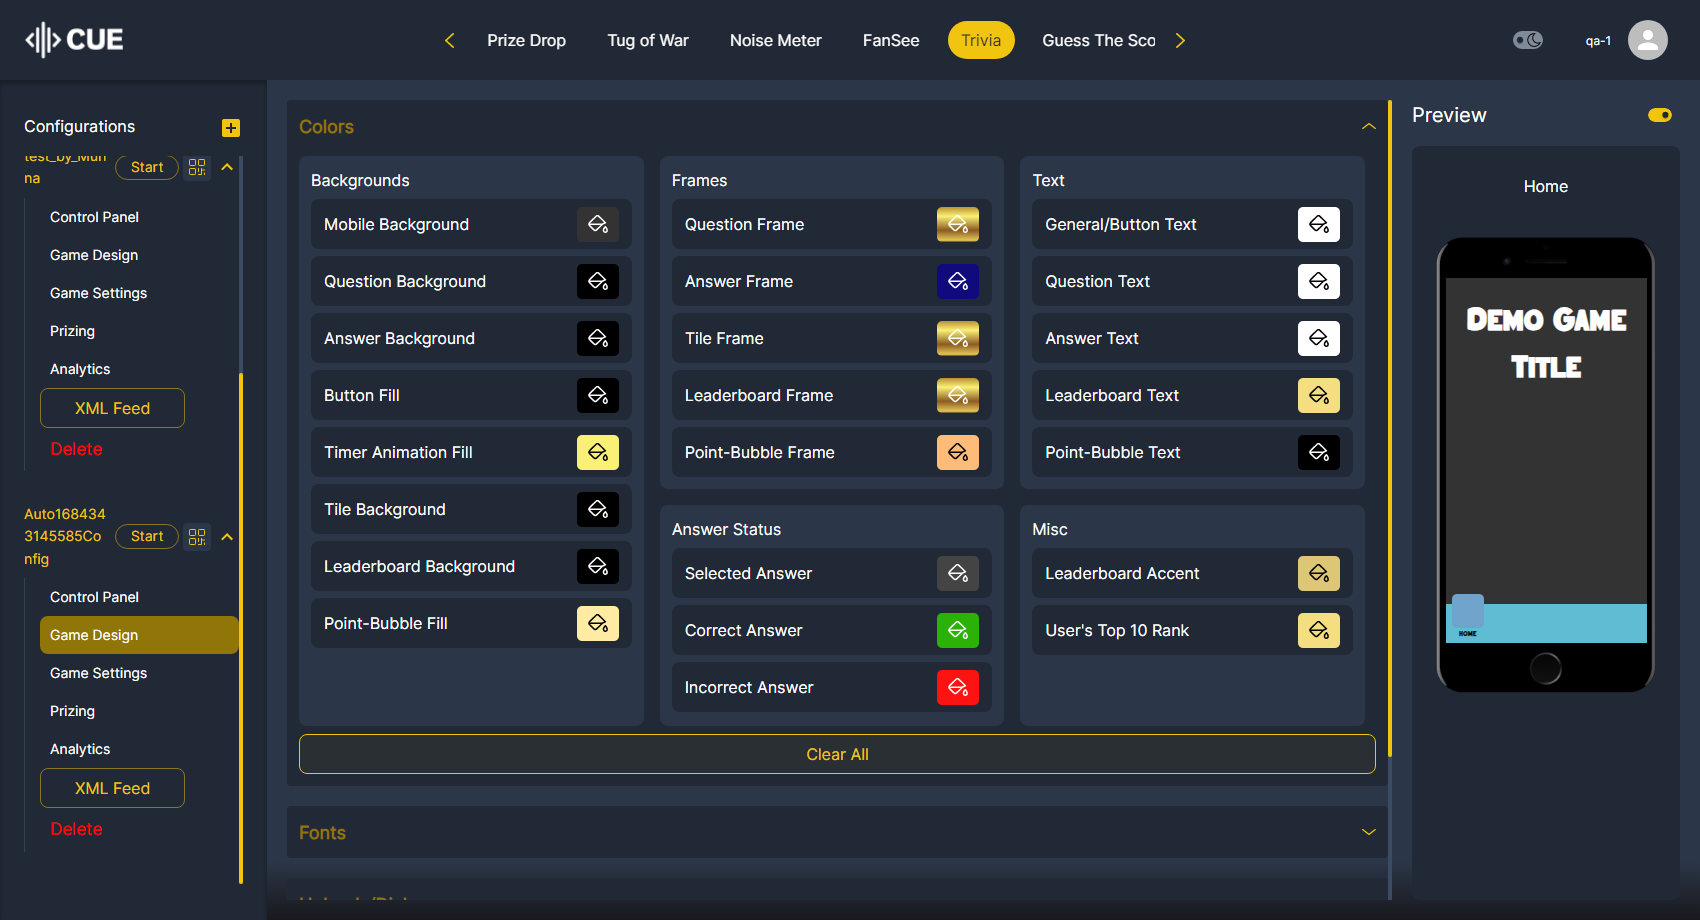 CUE
Prize Drop
Tug of War
Noise Meter
FanSee
Trivia
Guess The Sco
qa-1
Configurations
test_by_Mun
na
Start
Control Panel
Game Design
Game Settings
Prizing
Analytics
XML Feed
Delete
Auto168434
3145585Co
nfig
Start
Control Panel
Game Design
Game Settings
Prizing
Analytics
XML Feed
Delete
Colors
Backgrounds
Mobile Background
Question Background
Answer Background
Button Fill
Timer Animation Fill
Tile Background
Leaderboard Background
Point-Bubble Fill
Frames
Question Frame
Answer Frame
Tile Frame
Leaderboard Frame
Point-Bubble Frame
Text
General/Button Text
Question Text
Answer Text
Leaderboard Text
Point-Bubble Text
Answer Status
Selected Answer
Correct Answer
Incorrect Answer
Misc
Leaderboard Accent
User's Top 10 Rank
Clear All
Fonts
Preview
Home
Demo Game
Title
HOME